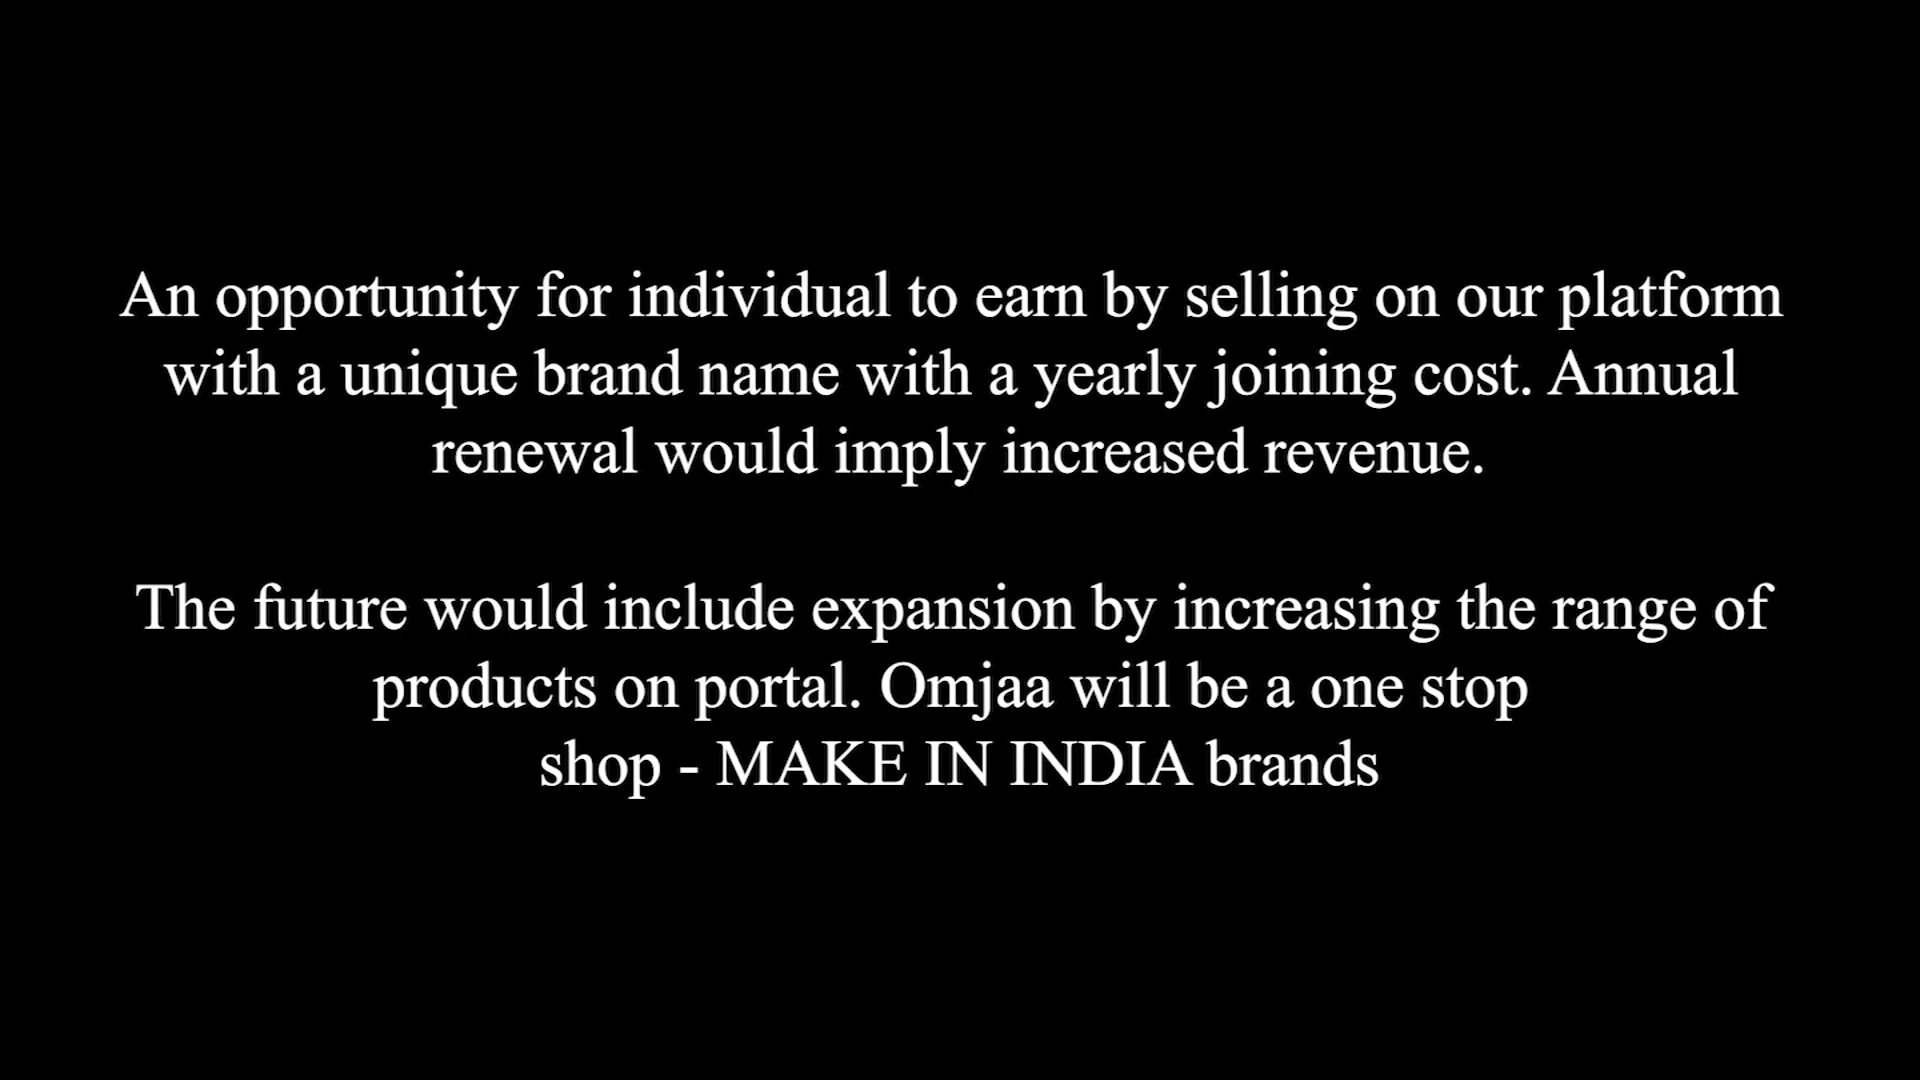 An opportunity for individual to earn by selling on our platform
with a unique brand name with a yearly joining cost. Annual
renewal would imply increased revenue.
The future would include expansion by increasing the range of
products on portal. Omjaa will be a one stop
shop - MAKE IN INDIA brands